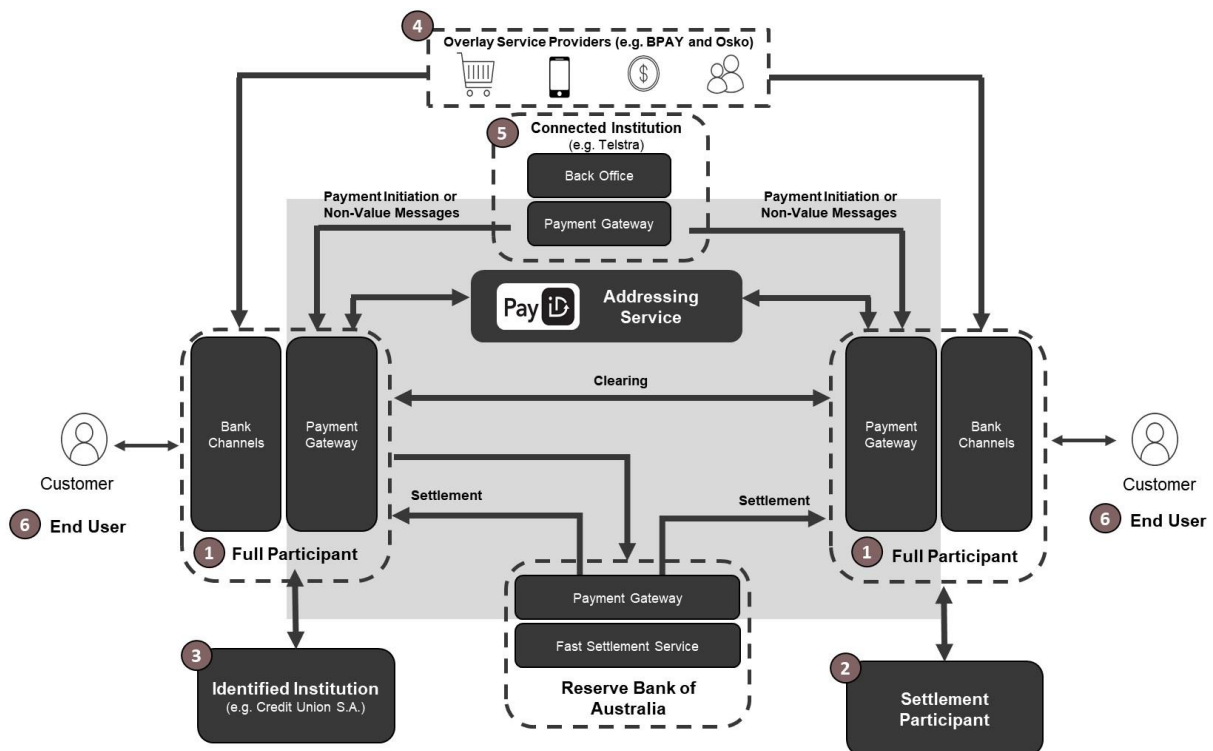 4
Overlay Service Providers (e.g. BPAY and Osko)
5
Connected Institution
(e.g. Telstra)
Back Office
Payment Gateway
Payment Initiation or
Non-Value Messages
Payment Initiation or
Non-Value Messages
Pay iD
Addressing
Service
Bank
Channels
Payment
Gateway
Clearing
Payment
Gateway
Bank
Channels
Customer
6 End User
Customer
6 End User
Settlement
Settlement
1 Full Participant
1 Full Participant
Payment Gateway
Fast Settlement Service
Reserve Bank of
Australia
3
Identified Institution
(e.g. Credit Union S.A.)
2
Settlement
Participant